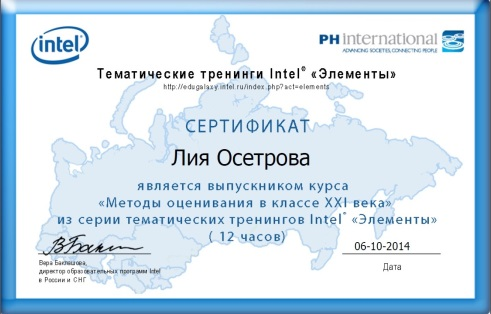 intel
PH international
ADVANCING SOCIETIES, CONNECTING PEOPLE
Тематические тренинги Intel® «Элементы»
http://edugalaxy.intel.ru/index.php?act=elements
СЕРТИФИКАТ
Лия Осетрова
является выпускником курса
«Методы оценивания в классе XXI века»
из серии тематических тренингов Intel® «Элементы»
( 12 часов)
06-10-2014
Вера Баклашова,
Дата
директор образовательных программ Intel
в России и СНГ